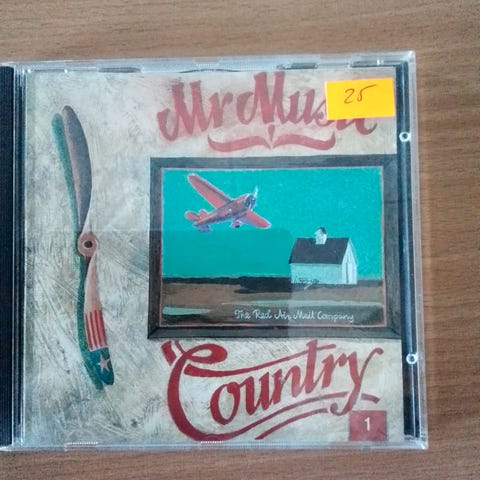 Mr Music
25
The Red Air Mail Company
Country
1